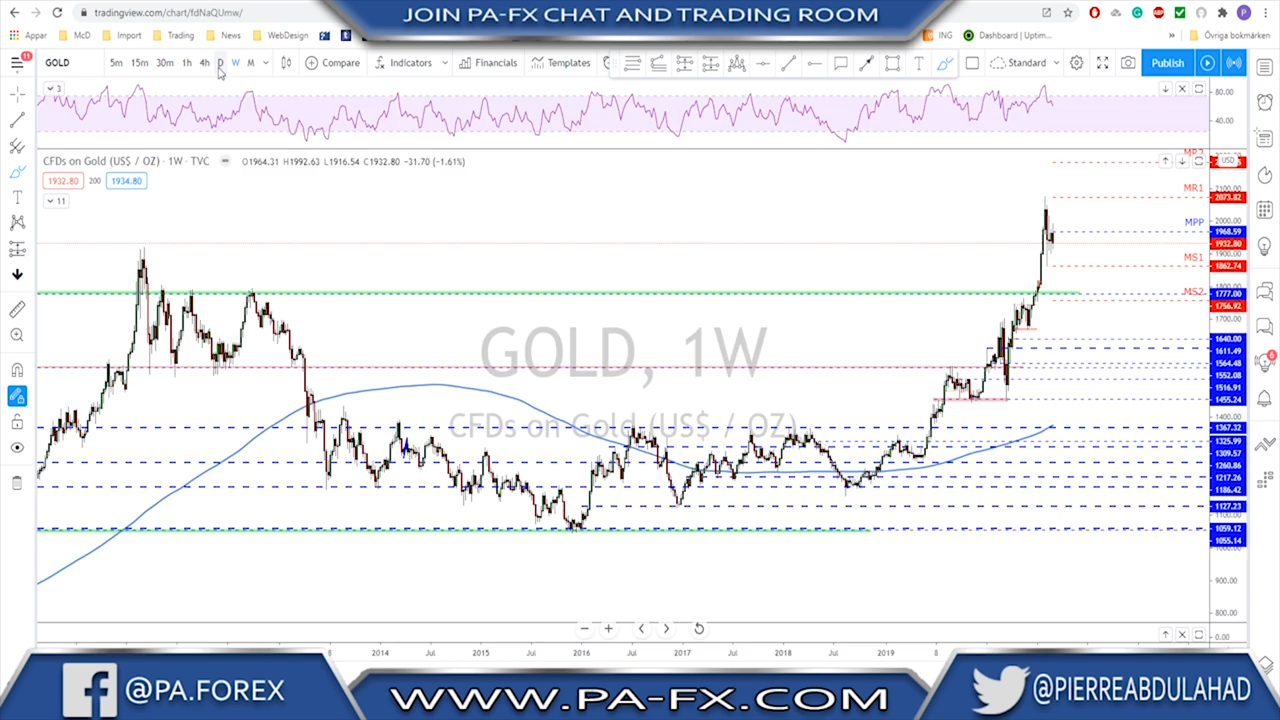 JOIN PA-FX CHAT AND TRADING ROOM
tradingview.com/chart/fdNaQUmw/
Appar McD Import Trading News WebDesign ING Dashboard | Uptim... Övriga bokmärken
11 GOLD 5m 15m 30m 1h 4h D W M Compare Indicators Financials Templates Standard Publish
3
80.00
40.00
CFDs on Gold (US$ / OZ) · 1W · TVC O1964.31 H1992.63 L1916.54 C1932.80 −31.70 (−1.61%)
USD
1932.80 200 1934.80
11
2100.00
MR1
2073.82
2000.00
MPP
1968.59
1932.80
1900.00
MS1
1862.74
MS2
1777.00
1756.92
1700.00
GOLD, 1W
CFDs on Gold (US$ / OZ)
1640.00
1611.49
1564.48
1552.08
1516.91
1455.24
1400.00
1367.32
1325.99
1309.57
1260.86
1217.26
1186.42
1127.23
1059.12
1055.14
900.00
800.00
0.00
6
2014 Jul 2015 Jul 2016 Jul 2017 Jul 2018 Jul 2019
@PA.FOREX
WWW.PA-FX.COM
@PIERREABDULAHAD